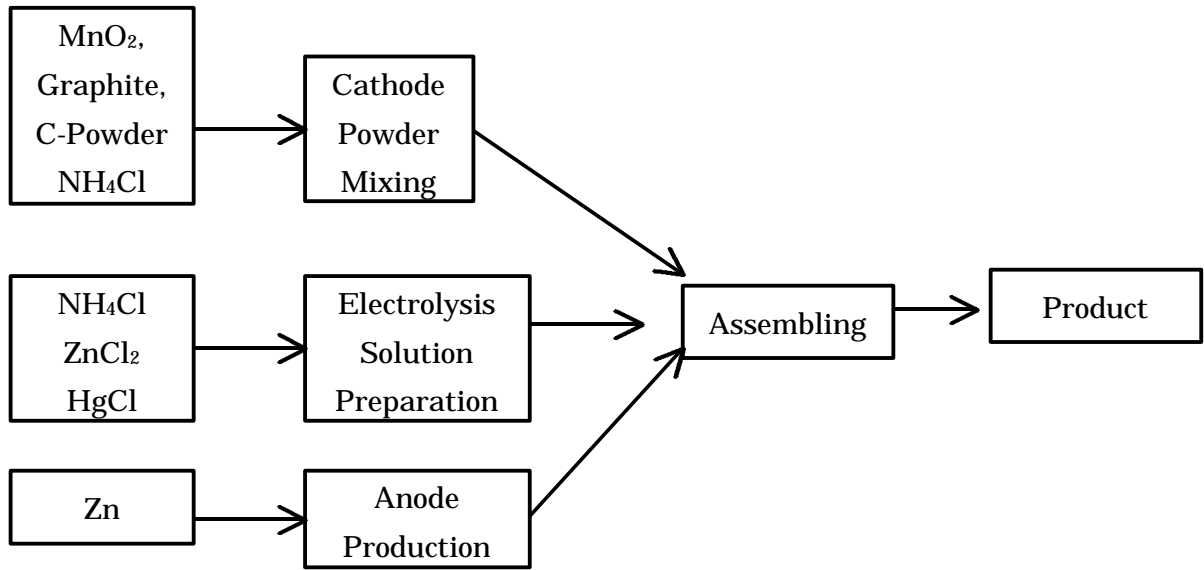 MnO₂,
Graphite,
C-Powder
NH₄Cl
Cathode
Powder
Mixing
NH₄Cl
ZnCl₂
HgCl
Electrolysis
Solution
Preparation
Zn
Anode
Production
Assembling
Product